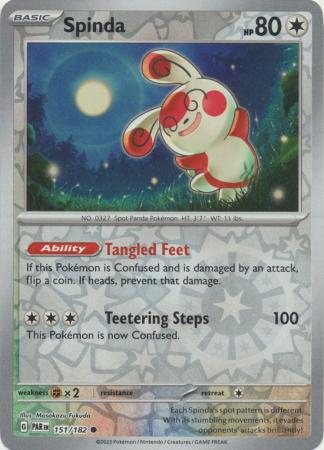 BASIC
Spinda
HP 80
NO. 0327 Spot Panda Pokémon HT: 3'7" WT: 11 lbs.
Ability Tangled Feet
If this Pokémon is Confused and is damaged by an attack,
flip a coin. If heads, prevent that damage.
Teetering Steps 100
This Pokémon is now Confused.
weakness ×2 resistance retreat
Illus. Masakazu Fukuda
G PAR EN 151/182
Each Spinda's spot pattern is
different. With its stumbling
movements, it evades
opponents' attacks brilliantly!
©2023 Pokémon / Nintendo / Creatures / GAME FREAK